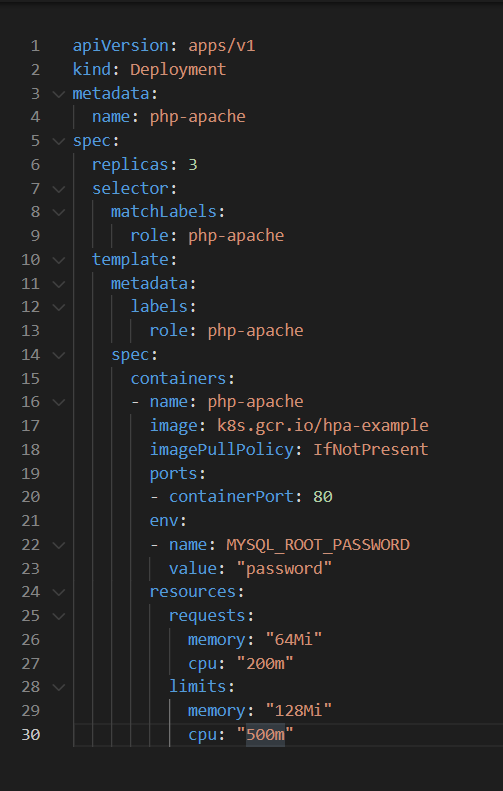 1 apiVersion: apps/v1
2 kind: Deployment
3 metadata:
4   name: php-apache
5 spec:
6   replicas: 3
7   selector:
8     matchLabels:
9       role: php-apache
10   template:
11     metadata:
12       labels:
13         role: php-apache
14     spec:
15       containers:
16       - name: php-apache
17         image: k8s.gcr.io/hpa-example
18         imagePullPolicy: IfNotPresent
19         ports:
20         - containerPort: 80
21         env:
22         - name: MYSQL_ROOT_PASSWORD
23           value: "password"
24         resources:
25           requests:
26             memory: "64Mi"
27             cpu: "200m"
28           limits:
29             memory: "128Mi"
30             cpu: "500m"